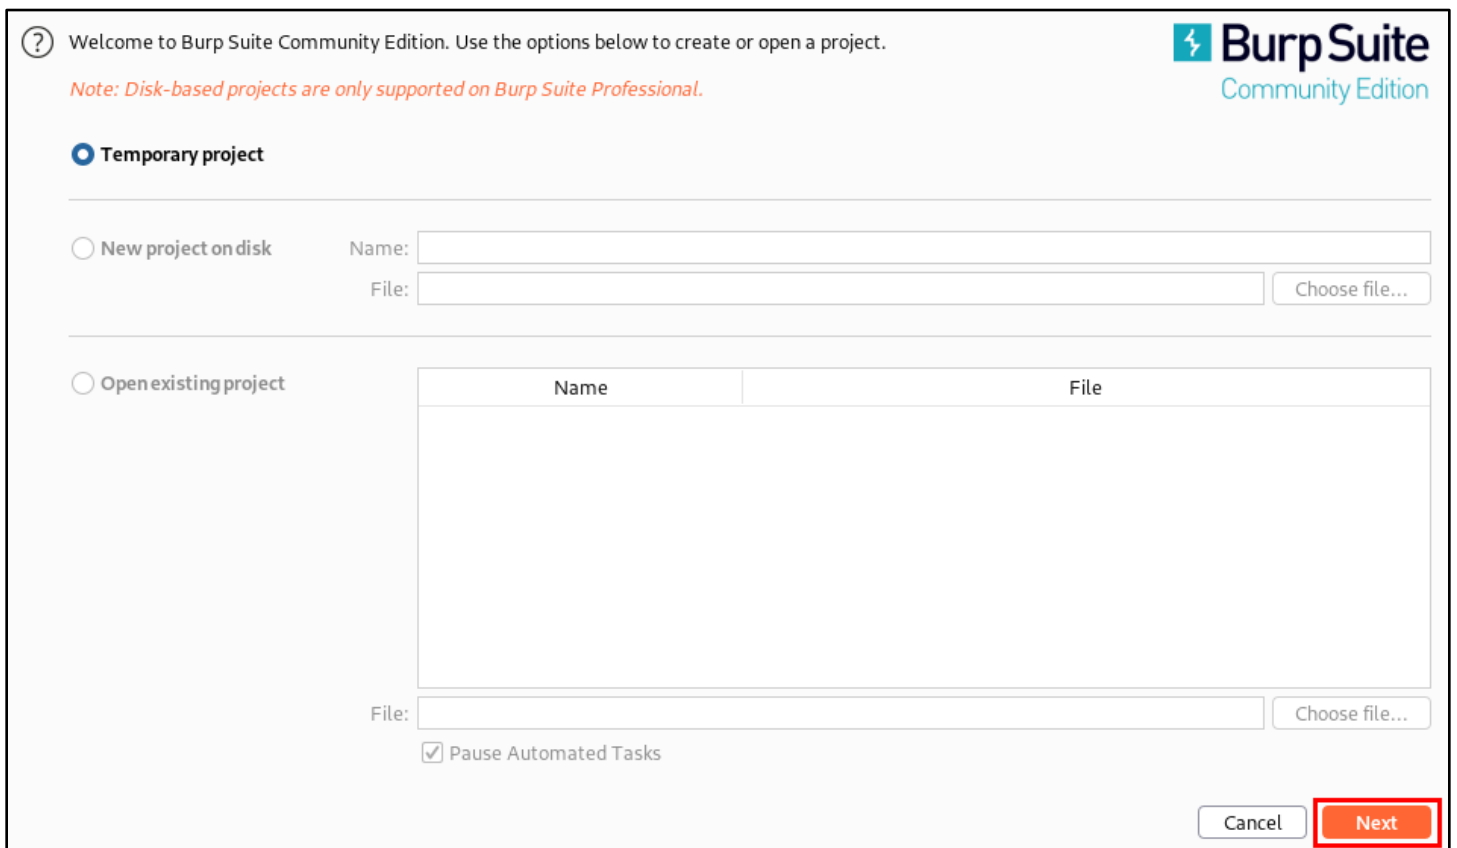 Welcome to Burp Suite Community Edition. Use the options below to create or open a project.
Burp Suite
Community Edition
Note: Disk-based projects are only supported on Burp Suite Professional.
Temporary project
New project on disk
Name:
File:
Choose file...
Open existing project
Name File
File:
Choose file...
Pause Automated Tasks
Cancel Next